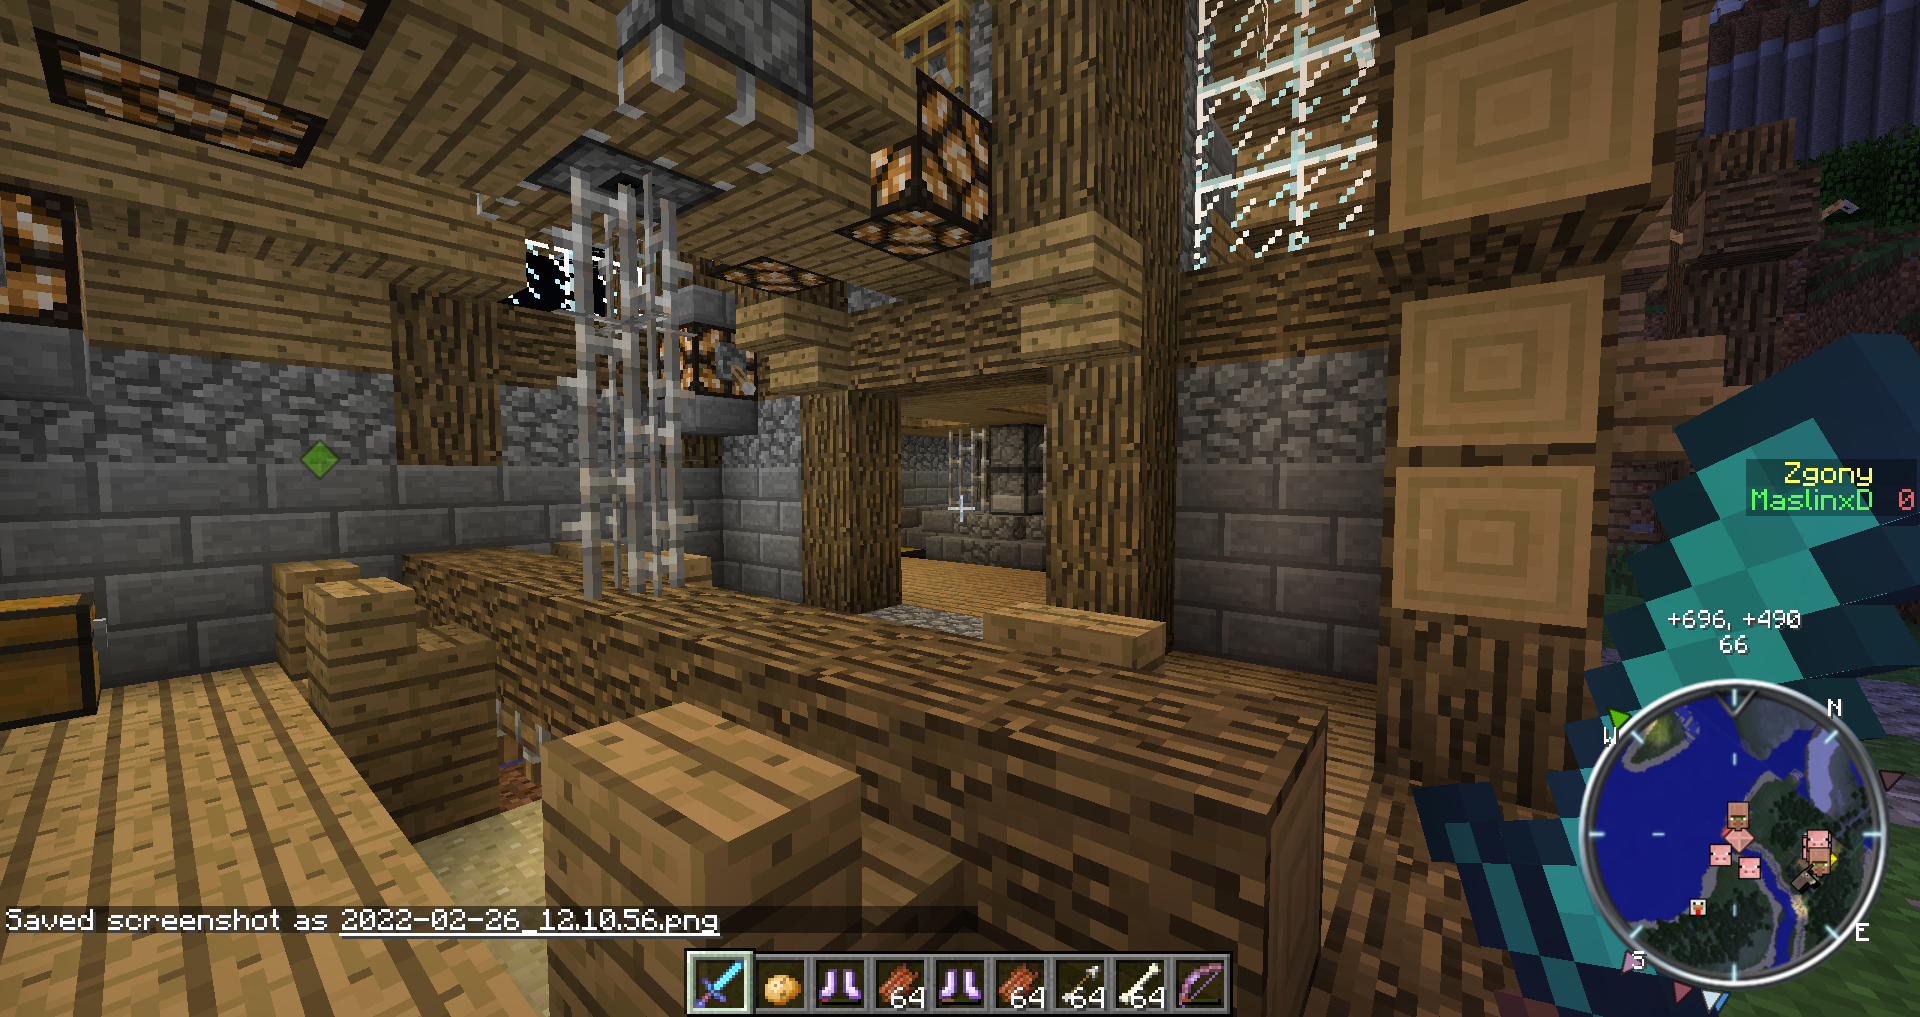 Zgony
MaslinxD 0
+696, +490
66
N
W
E
S
Saved screenshot as 2022-02-26_12.10.56.png
64
64
64
64